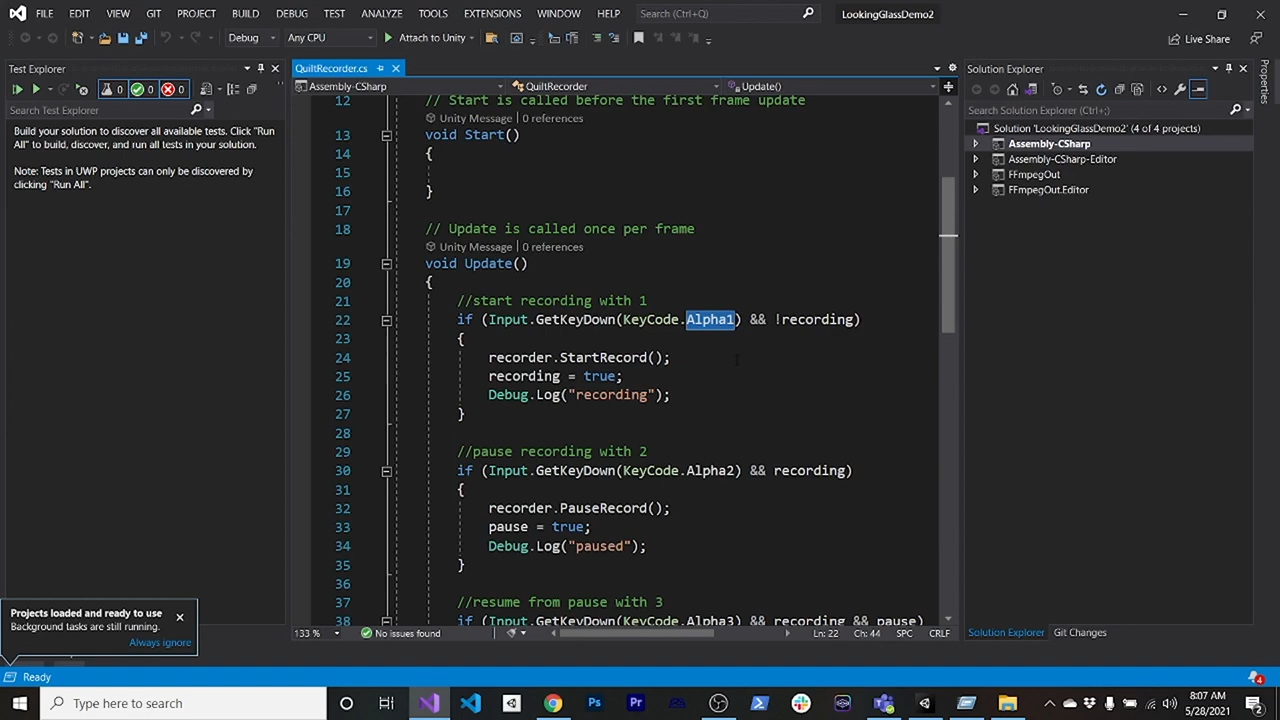 FILE EDIT VIEW GIT PROJECT BUILD DEBUG TEST ANALYZE TOOLS EXTENSIONS WINDOW HELP Search (Ctrl+Q) LookingGlassDemo2
Debug Any CPU Attach to Unity Live Share
Test Explorer
0 0 0
Search Test Explorer
Build your solution to discover all available tests. Click "Run
All" to build, discover, and run all tests in your solution.
Note: Tests in UWP projects can only be discovered by
clicking "Run All".
QuiltRecorder.cs
Assembly-CSharp QuiltRecorder Update()
12 // Start is called before the first frame update
Unity Message | 0 references
13 void Start()
14 {
15
16 }
17
18 // Update is called once per frame
Unity Message | 0 references
19 void Update()
20 {
21 //start recording with 1
22 if (Input.GetKeyDown(KeyCode.Alpha1) && !recording)
23 {
24 recorder.StartRecord();
25 recording = true;
26 Debug.Log("recording");
27 }
28
29 //pause recording with 2
30 if (Input.GetKeyDown(KeyCode.Alpha2) && recording)
31 {
32 recorder.PauseRecord();
33 pause = true;
34 Debug.Log("paused");
35 }
36
37 //resume from pause with 3
38 if (Input.GetKeyDown(KeyCode.Alpha3) && recording && pause)
133 % No issues found Ln: 22 Ch: 44 SPC CRLF
Solution Explorer
Search Solution Explorer (Ctrl+;)
Solution 'LookingGlassDemo2' (4 of 4 projects)
Assembly-CSharp
Assembly-CSharp-Editor
FFmpegOut
FFmpegOut.Editor
Solution Explorer Git Changes
Properties
Projects loaded and ready to use
Background tasks are still running.
Always ignore
Ready
4
Type here to search
Ps Pr
8:07 AM
5/28/2021
2